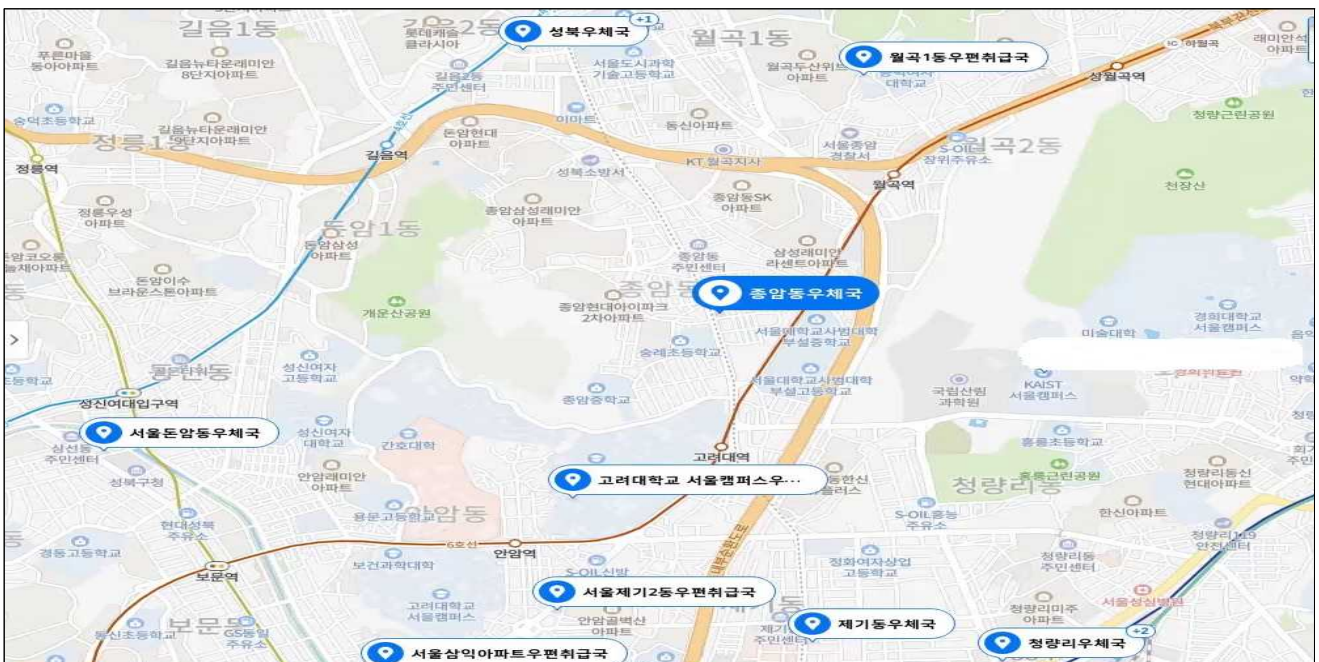 길음1동
길음2동
롯데캐슬
클라시아
성북우체국
+1
월곡1동
월곡1동우편취급국
대학교
IC 하월곡
래미안석
아파트
푸른마을
동아아파트
길음뉴타운래미안
8단지아파트
길음2동
주민센터
서울도시과학
기술고등학교
월곡두산위브
아파트
상월곡역
숭덕초등학교
정릉1동
길음뉴타운래미안
9단지아파트
4호선
돈암현대
아파트
이마트
동신아파트
서울종암
경찰서
S-OIL
장위주유소
월곡2동
청량근린공원
정릉역
길음역
성북소방서
KT 월곡지사
월곡역
천장산
정릉우성
아파트
종암삼성래미안
아파트
종암동SK
아파트
돈암1동
돈암삼성
아파트
종암동
주민센터
삼성래미안
라센트아파트
돈암코오롱
하늘채아파트
돈암이수
브라운스톤아파트
종암동
종암동우체국
개운산공원
종암현대아이파크
2차아파트
서울대학교사범대학
부설중학교
미술대학
경희대학교
서울캠퍼스
숭례초등학교
성신여자
고등학교
종암중학교
서울대학교사범대학
부설고등학교
국립산림
과학원
KAIST
서울캠퍼스
성신여대입구역
서울돈암동우체국
삼선동
주민센터
성신여자
대학교
간호대학
홍릉초등학교
고려대역
성북구청
안암래미안
아파트
고려대학교 서울캠퍼스우···
청량리동
홍릉근린공원
청량리동신
현대아파트
용문고등학교
안암동
현대성북
주유소
S-OIL홍릉
주유소
한신아파트
경동고등학교
6호선
안암역
내부순환도로
청량리119
안전센터
보문역
보건과학대학
S-OIL신방
정화여자상업
고등학교
청량리동
주민센터
서울제기2동우편취급국
고려대학교
서울캠퍼스
안암골벽산
아파트
제기동
제기동우체국
주민센터
청량리미주
아파트
서울성심병원
보문동
동신초등학교
GS동일
주유소
서울삼익아파트우편취급국
청량리우체국
+2